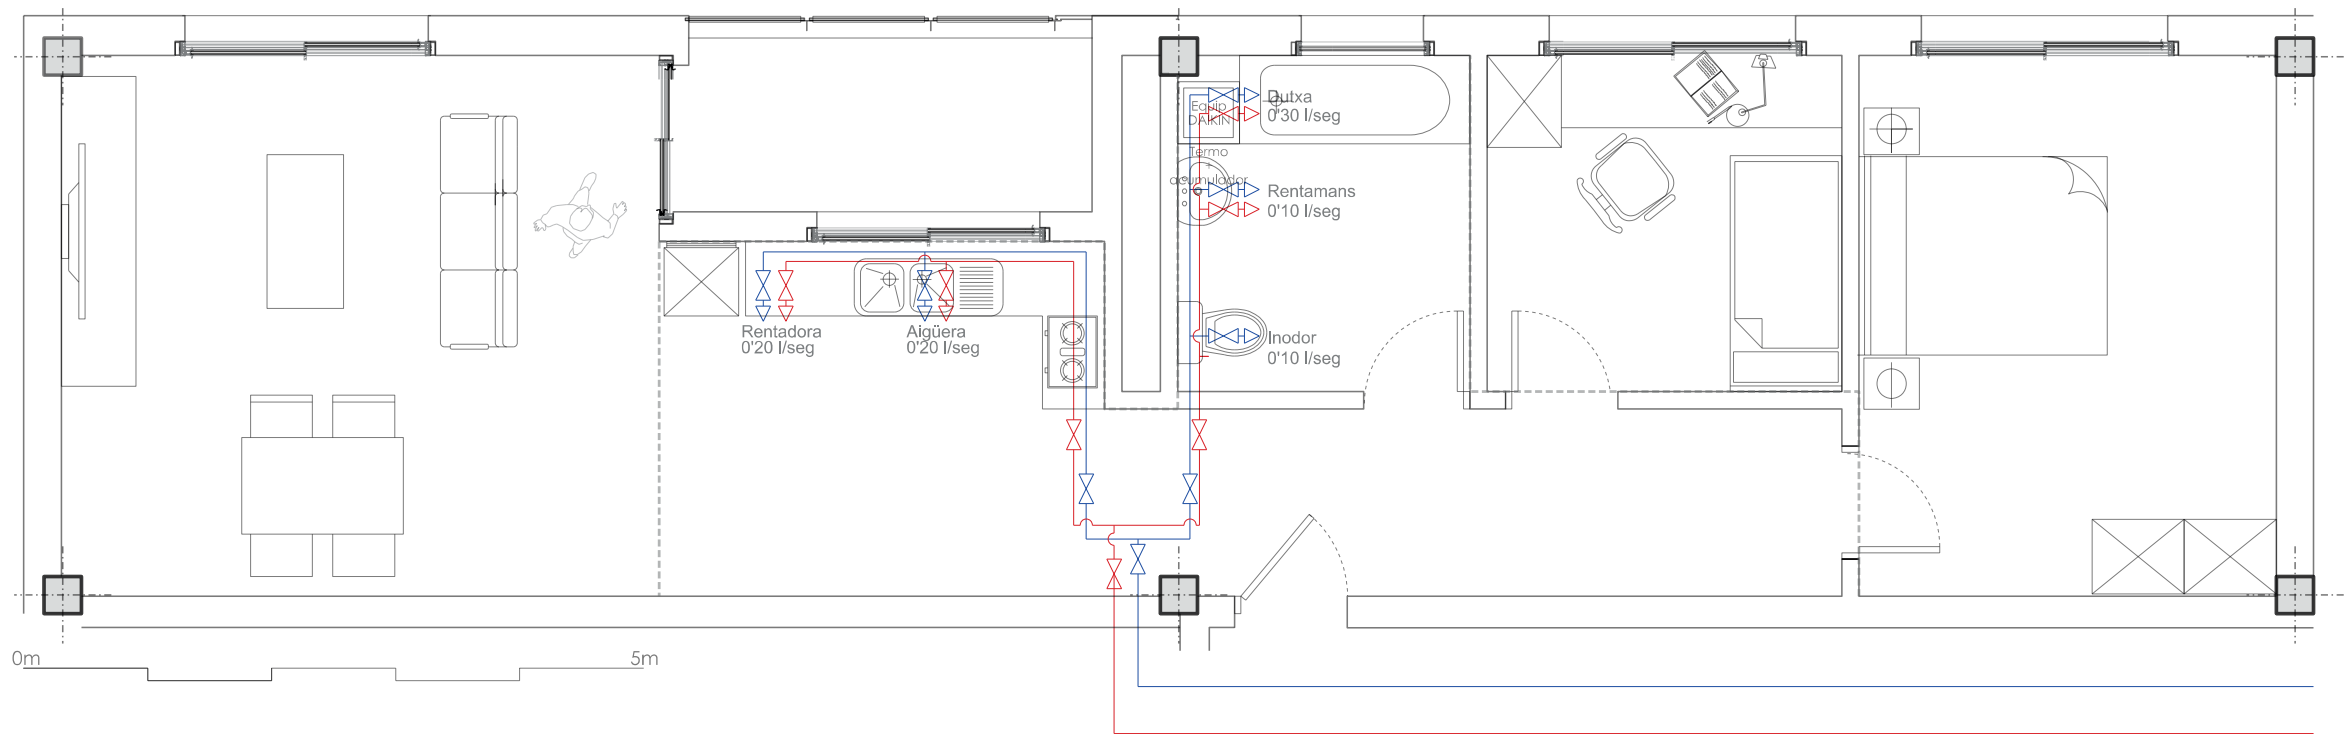 Dutxa
0'30 l/seg
Equip
DAIKIN
Termo
+
acumulador
Rentamans
0'10 l/seg
Rentadora
0'20 l/seg
Aigüera
0'20 l/seg
Inodor
0'10 l/seg
0m
5m